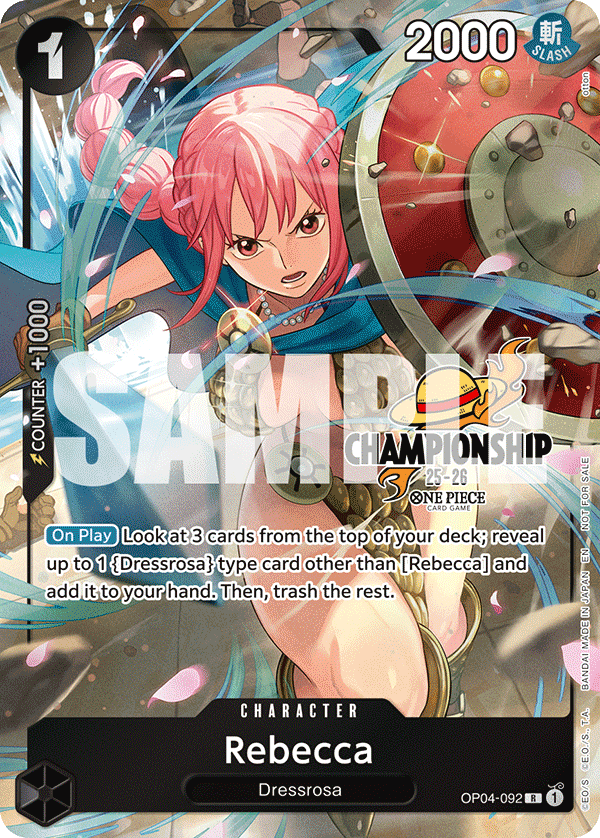 1
2000
斬
SLASH
otton
COUNTER +1000
SAMPLE
CHAMPIONSHIP
25-26
ONE PIECE
CARD GAME
On Play Look at 3 cards from the top of your deck; reveal
up to 1 {Dressrosa} type card other than [Rebecca] and
add it to your hand. Then, trash the rest.
CHARACTER
Rebecca
Dressrosa
OP04-092 R 1
©E.O/S ©E.O./S., T.A. BANDAI MADE IN JAPAN EN NOT FOR SALE